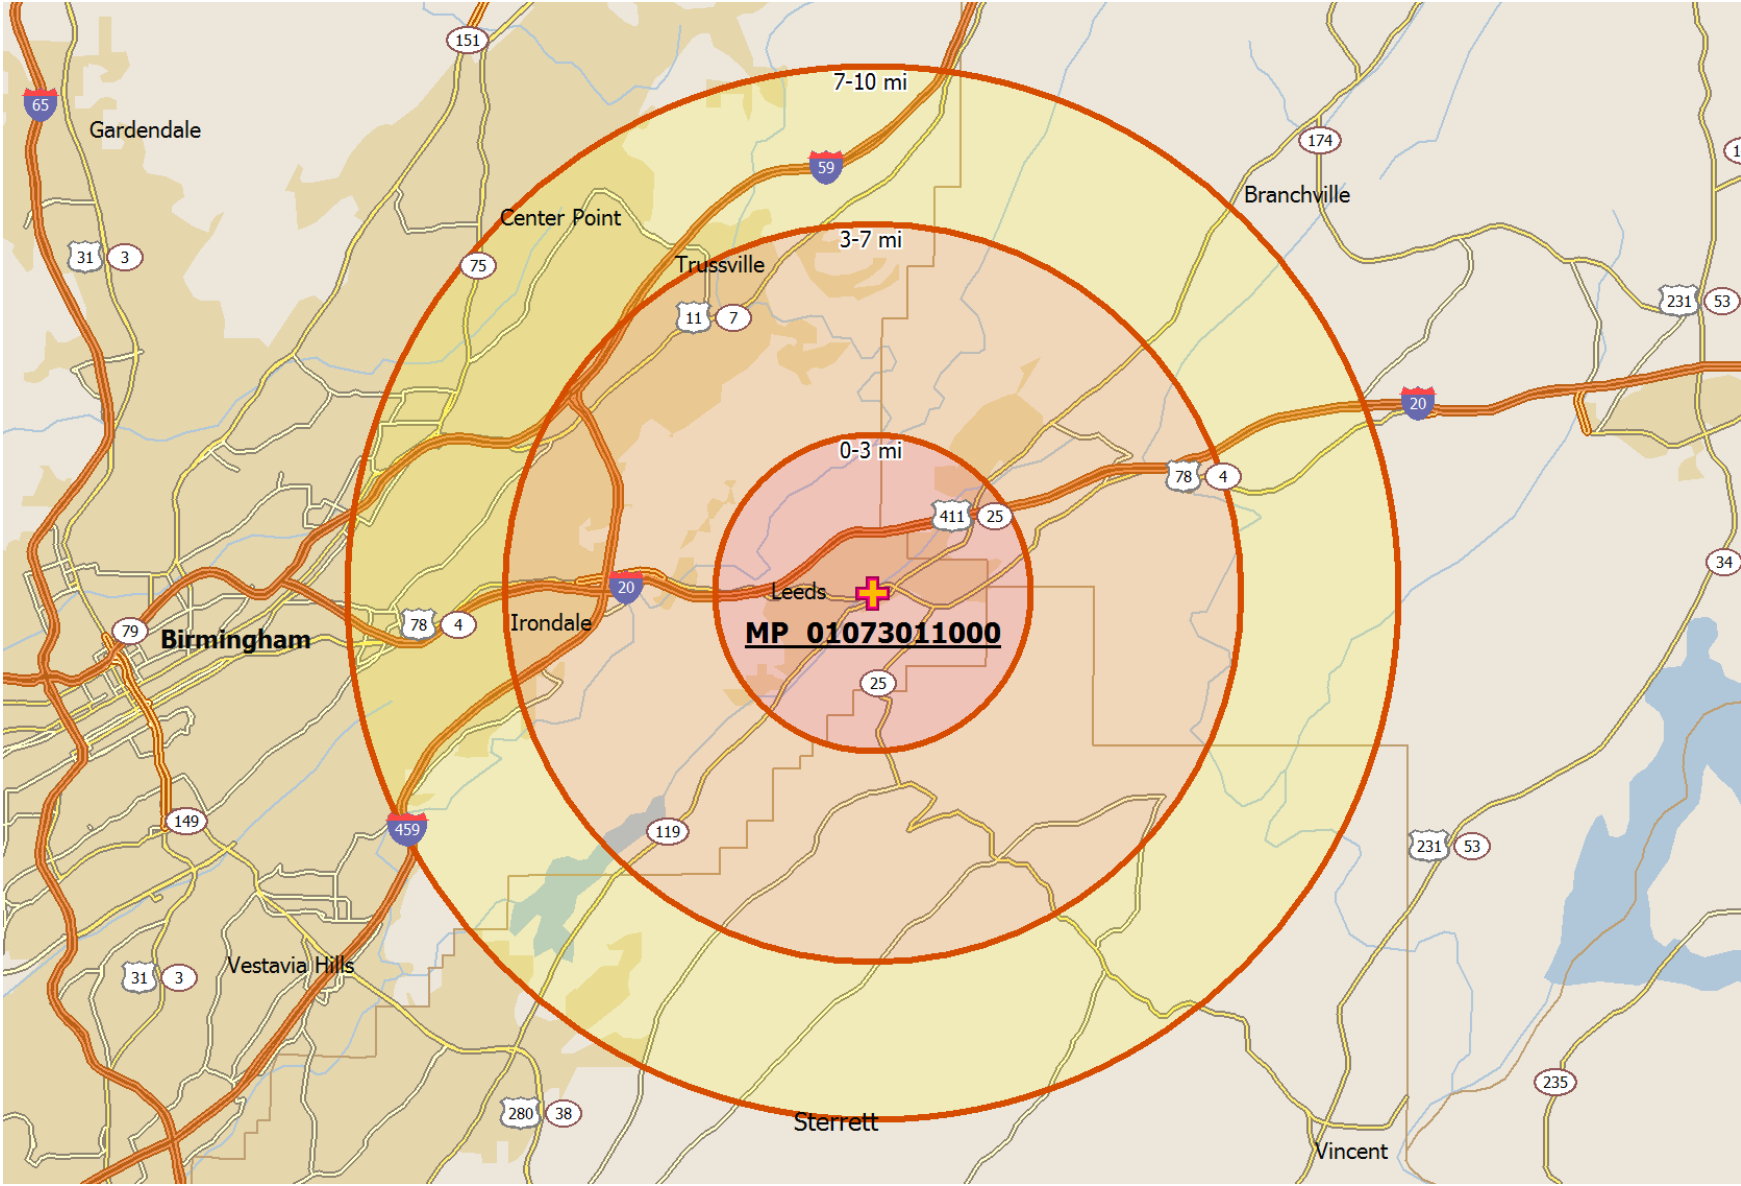 151
7-10 mi
65
Gardendale
174
59
Branchville
Center Point
3-7 mi
31 3
75
Trussville
231 53
11 7
20
0-3 mi
78 4
411 25
34
20
Leeds
78 4
Irondale
79
Birmingham
MP_01073011000
25
149
459
119
231 53
Vestavia Hills
31 3
235
280 38
Sterrett
Vincent